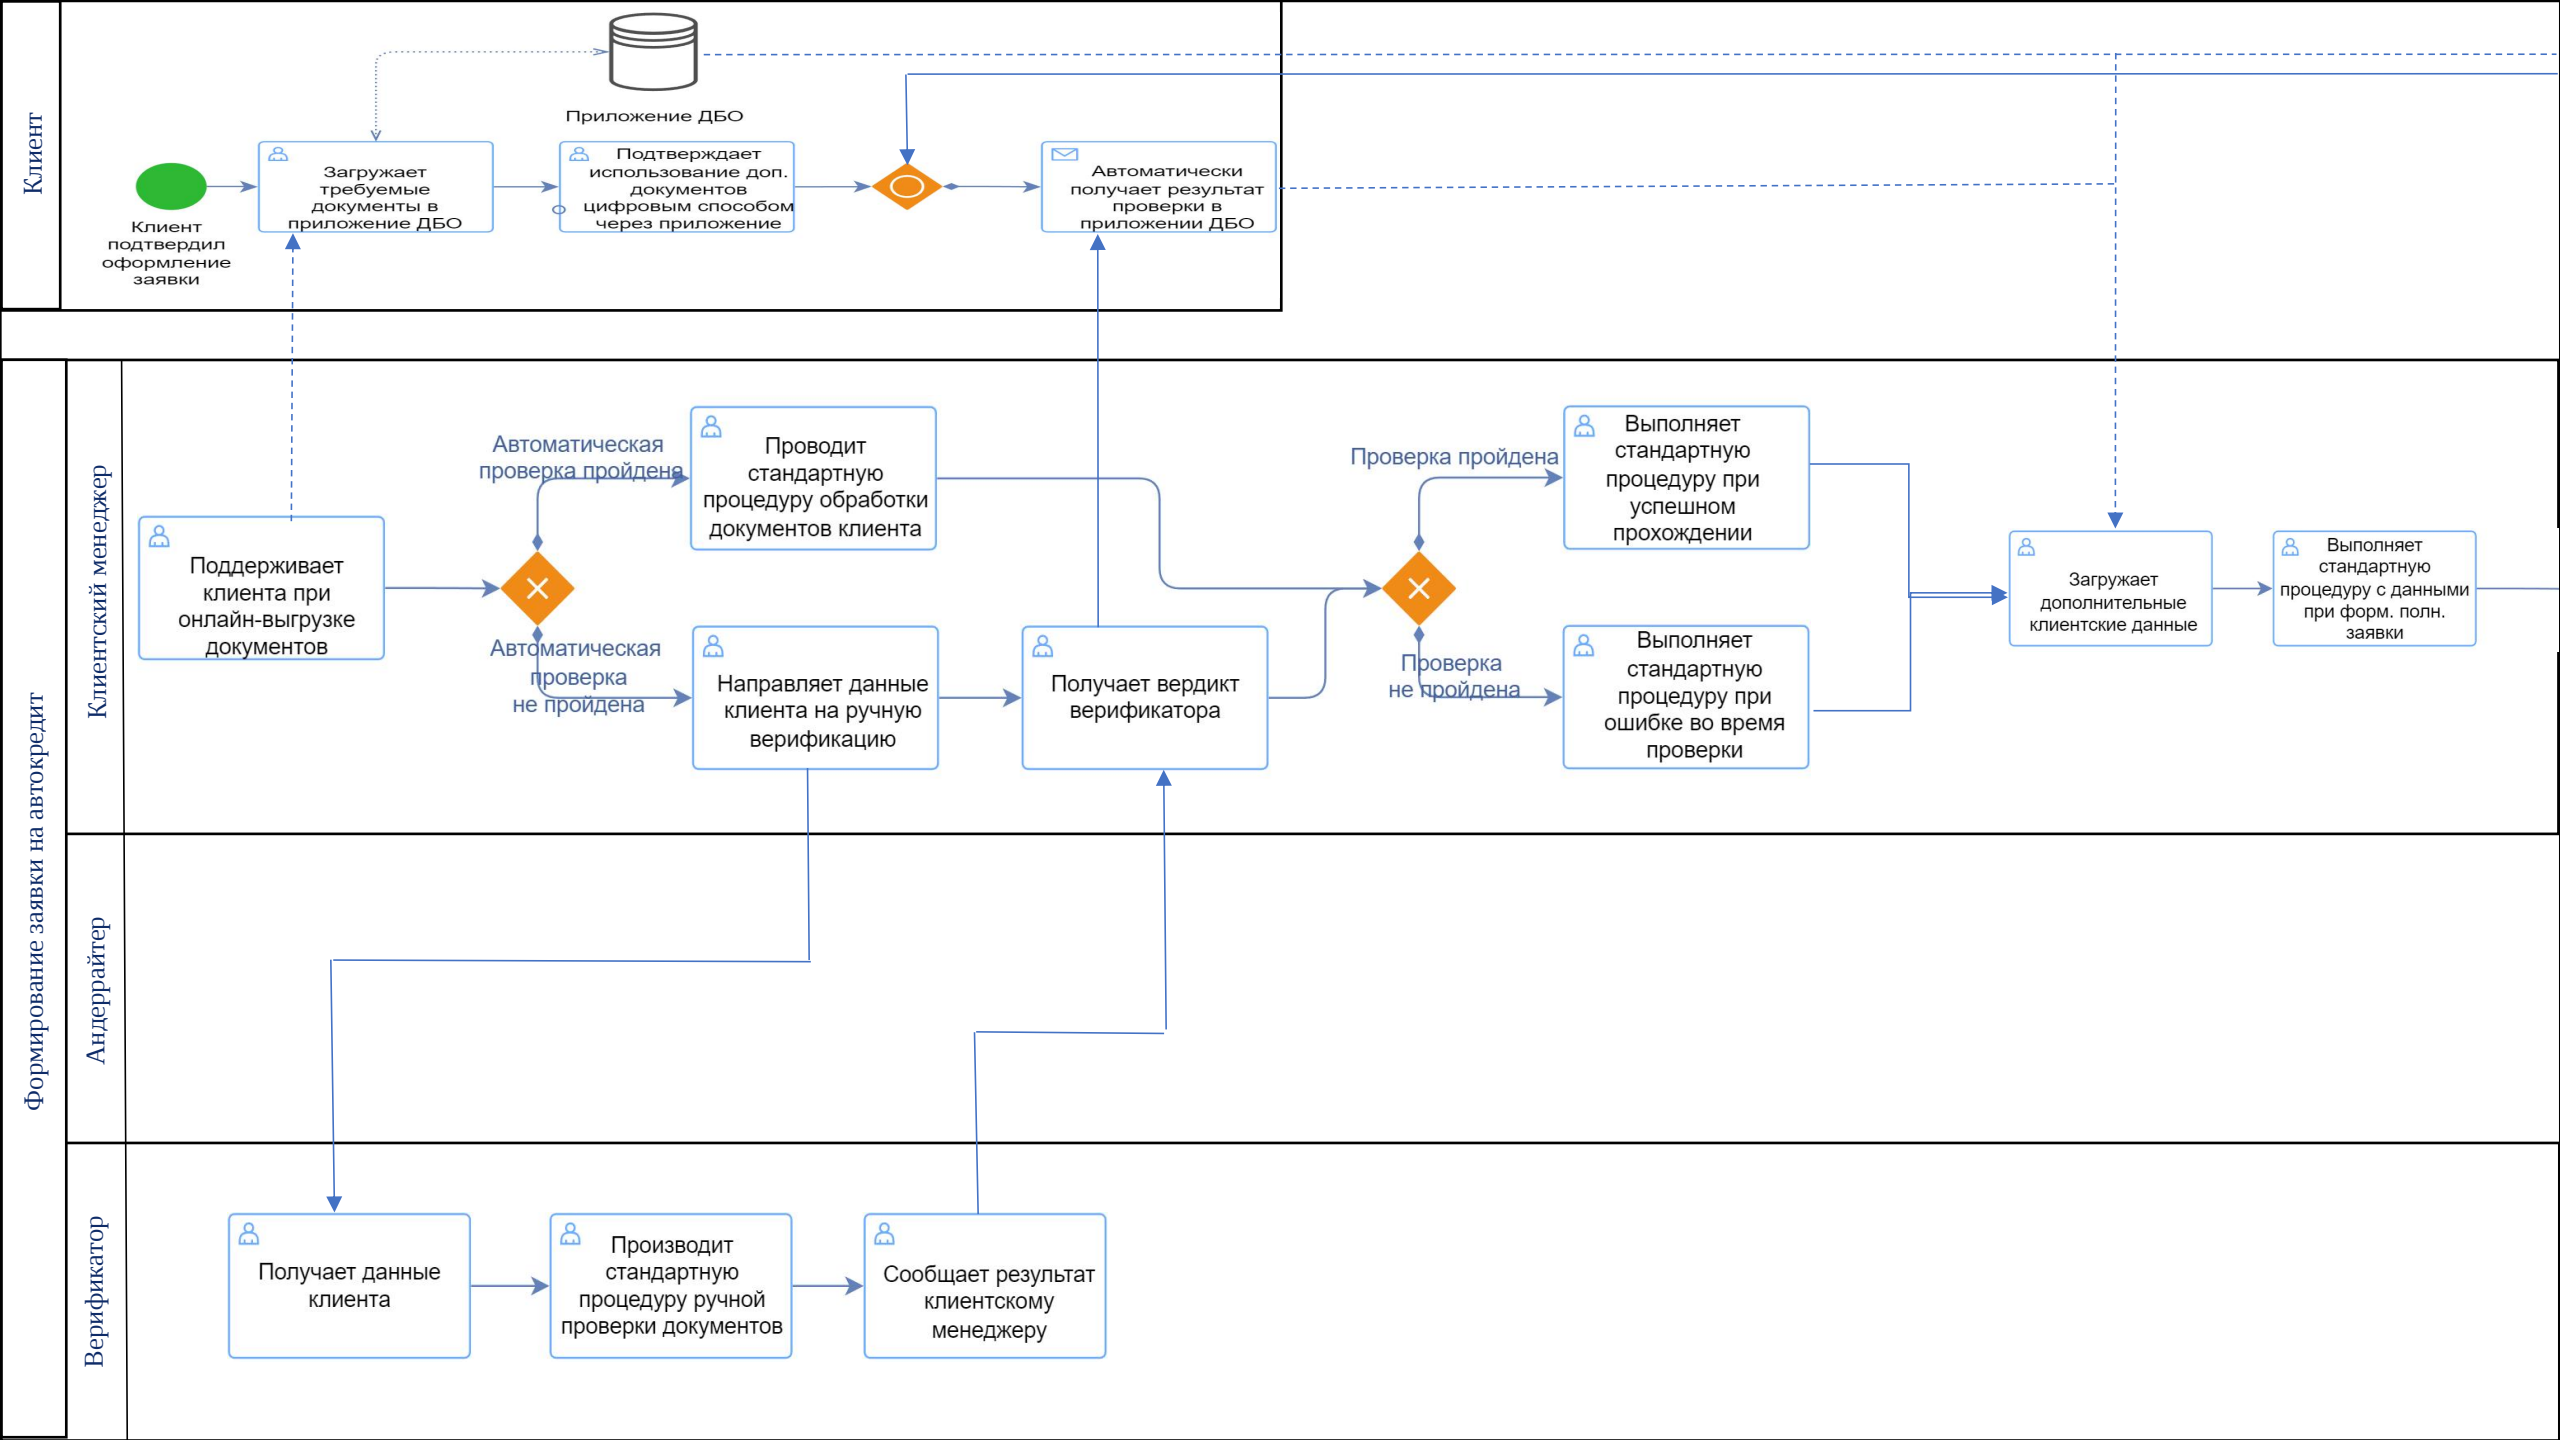 Клиент
Приложение ДБО
Клиент
подтвердил
оформление
заявки
Загружает
требуемые
документы в
приложение ДБО
Подтверждает
использование доп.
документов
цифровым способом
через приложение
Автоматически
получает результат
проверки в
приложении ДБО
Формирование заявки на автокредит
Клиентский менеджер
Поддерживает
клиента при
онлайн-выгрузке
документов
Автоматическая
проверка пройдена
Автоматическая
проверка
не пройдена
Проводит
стандартную
процедуру обработки
документов клиента
Направляет данные
клиента на ручную
верификацию
Получает вердикт
верификатора
Проверка пройдена
Проверка
не пройдена
Выполняет
стандартную
процедуру при
успешном
прохождении
Выполняет
стандартную
процедуру при
ошибке во время
проверки
Загружает
дополнительные
клиентские данные
Выполняет
стандартную
процедуру с данными
при форм. полн.
заявки
Андеррайтер
Верификатор
Получает данные
клиента
Производит
стандартную
процедуру ручной
проверки документов
Сообщает результат
клиентскому
менеджеру